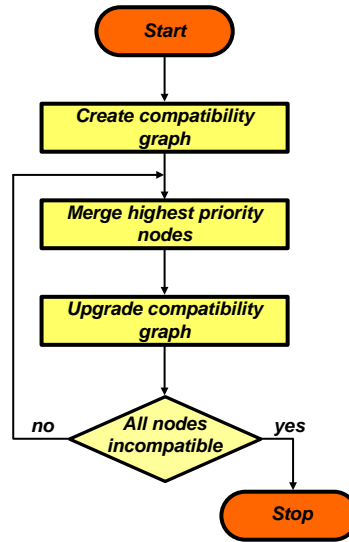 Start
Create compatibility
graph
Merge highest priority
nodes
Upgrade compatibility
graph
no
All nodes
incompatible
yes
Stop